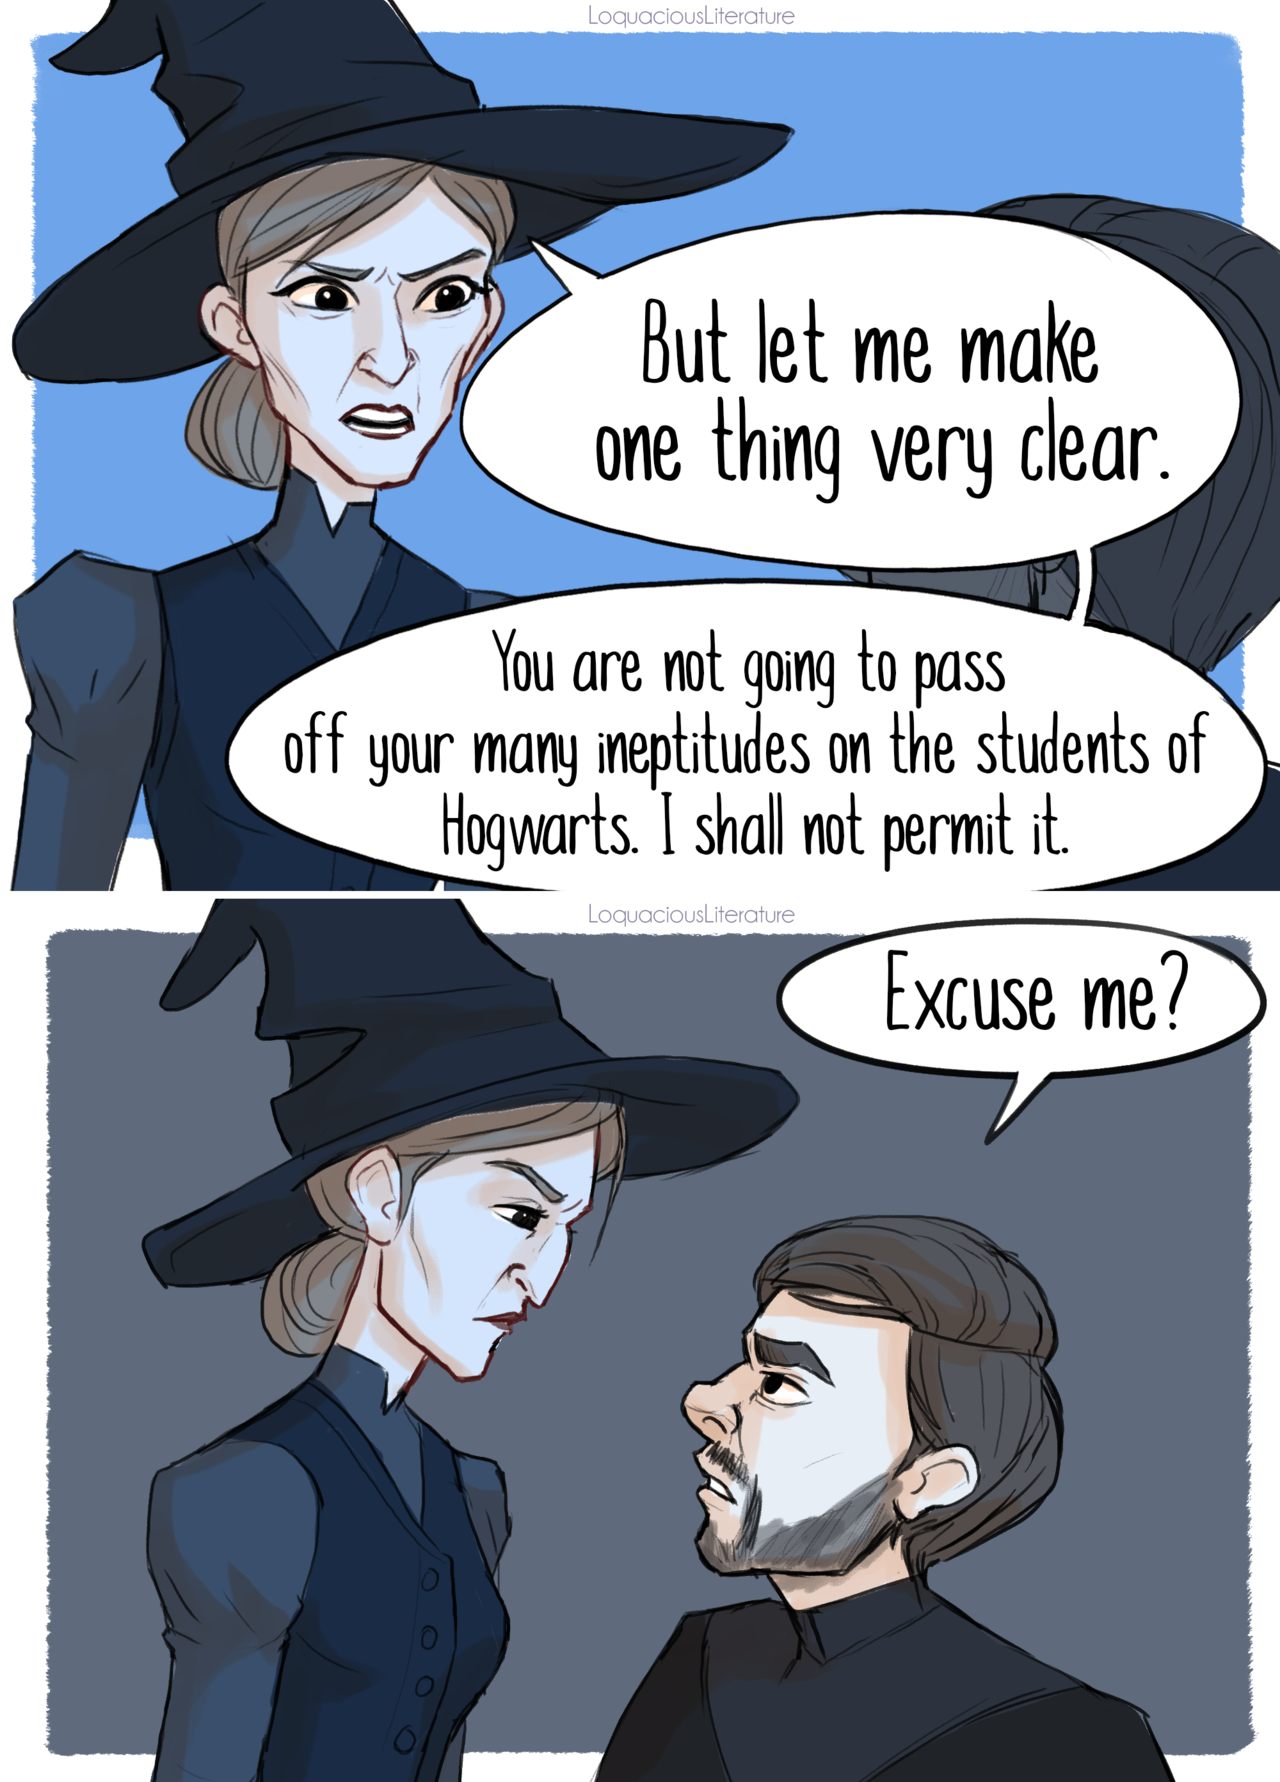 LoquaciousLiterature
But let me make
one thing very clear.
You are not going to pass
off your many ineptitudes on the students of
Hogwarts. I shall not permit it.
LoquaciousLiterature
Excuse me?